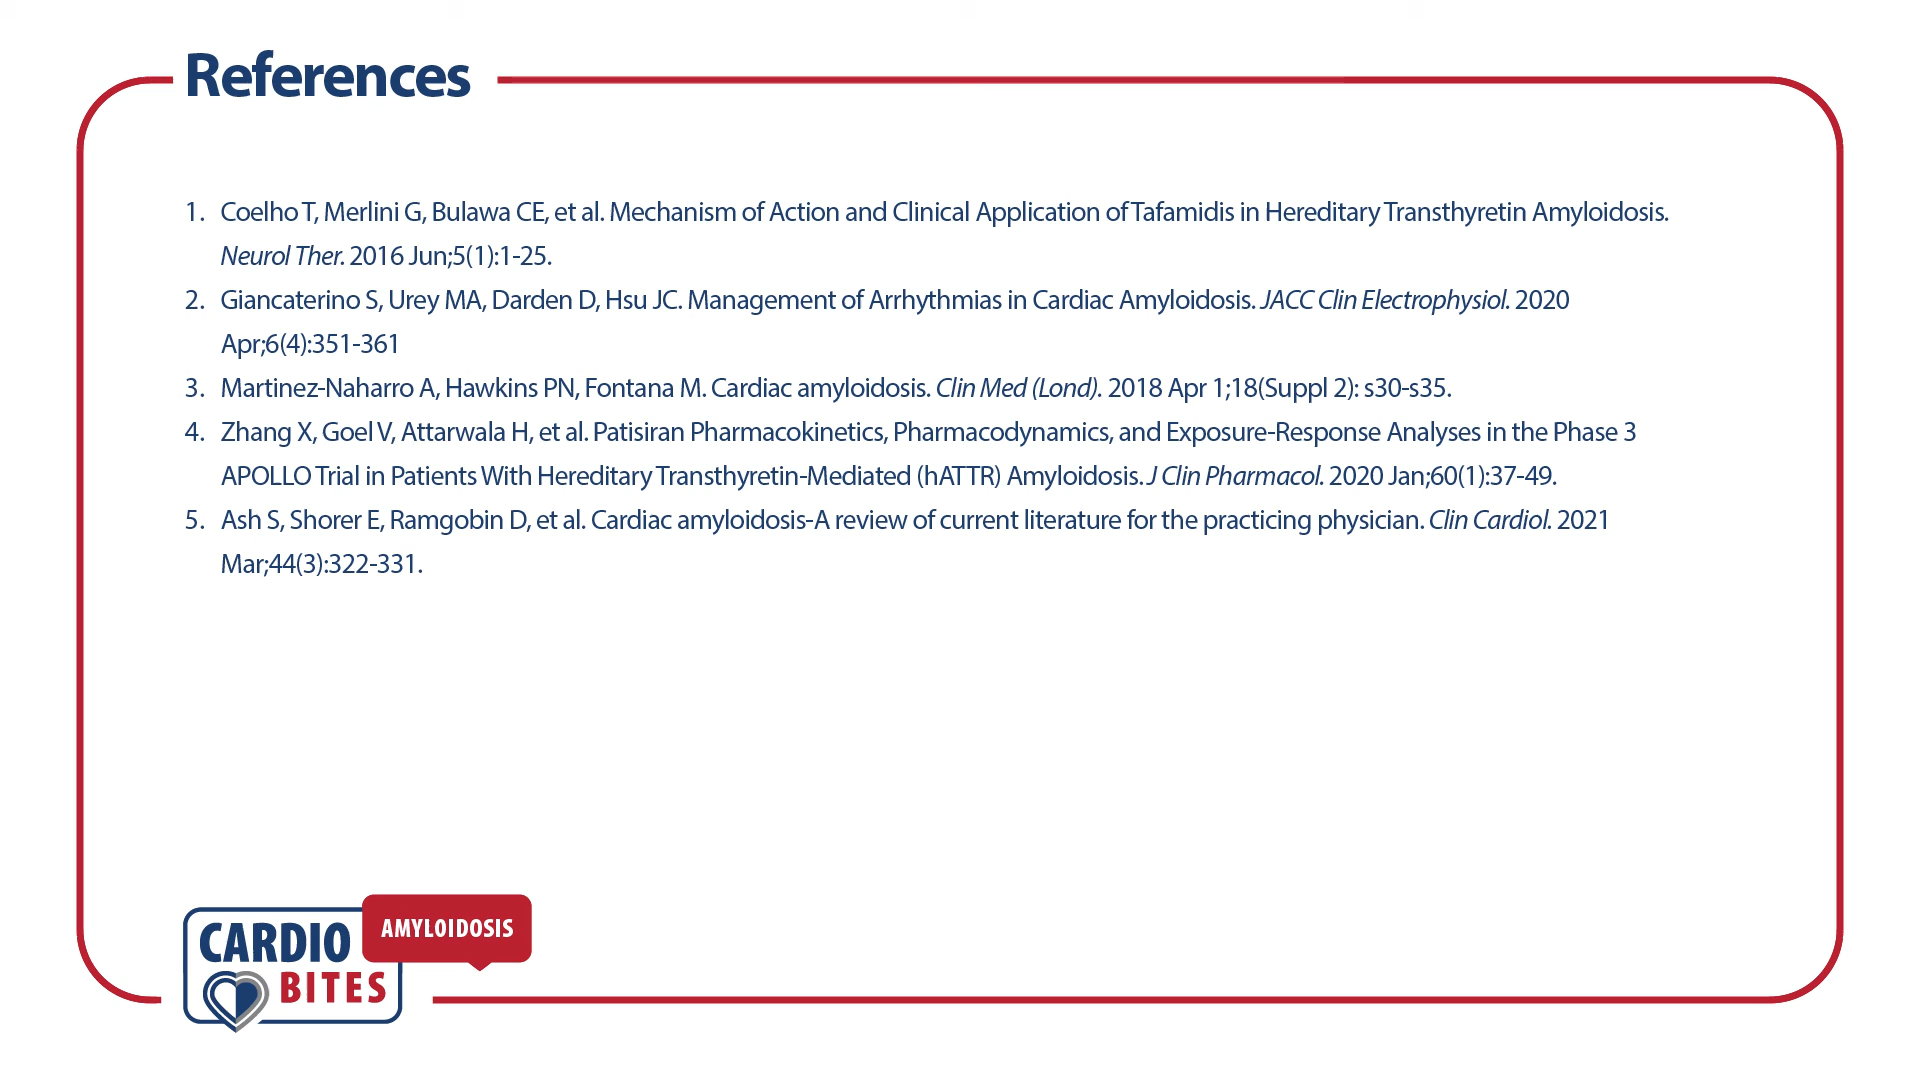 References
1. Coelho T, Merlini G, Bulawa CE, et al. Mechanism of Action and Clinical Application of Tafamidis in Hereditary Transthyretin Amyloidosis.
Neurol Ther. 2016 Jun;5(1):1-25.
2. Giancaterino S, Urey MA, Darden D, Hsu JC. Management of Arrhythmias in Cardiac Amyloidosis. JACC Clin Electrophysiol. 2020
Apr;6(4):351-361
3. Martinez-Naharro A, Hawkins PN, Fontana M. Cardiac amyloidosis. Clin Med (Lond). 2018 Apr 1;18(Suppl 2): s30-s35.
4. Zhang X, Goel V, Attarwala H, et al. Patisiran Pharmacokinetics, Pharmacodynamics, and Exposure-Response Analyses in the Phase 3
APOLLO Trial in Patients With Hereditary Transthyretin-Mediated (hATTR) Amyloidosis. J Clin Pharmacol. 2020 Jan;60(1):37-49.
5. Ash S, Shorer E, Ramgobin D, et al. Cardiac amyloidosis-A review of current literature for the practicing physician. Clin Cardiol. 2021
Mar;44(3):322-331.
AMYLOIDOSIS
CARDIO
BITES